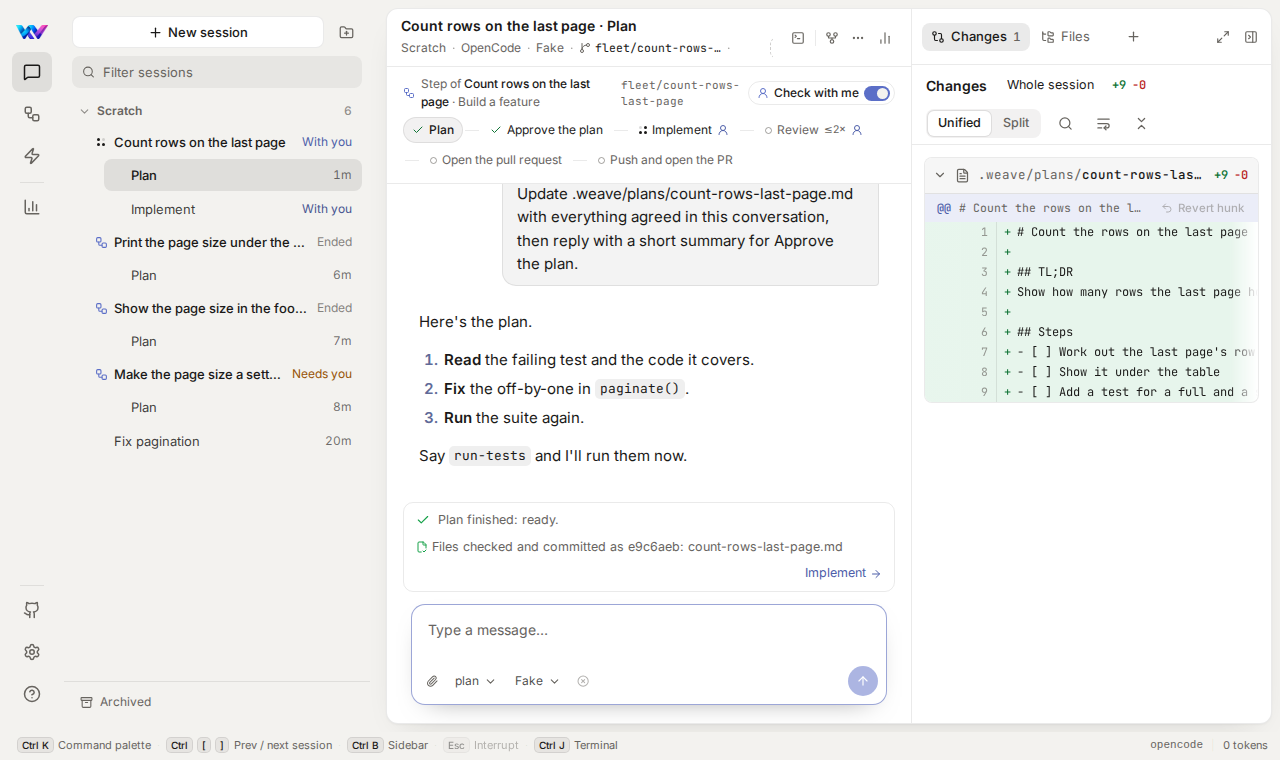 New session
Filter sessions
Scratch 6
Count rows on the last page With you
Plan 1m
Implement With you
Print the page size under the ... Ended
Plan 6m
Show the page size in the foo... Ended
Plan 7m
Make the page size a sett... Needs you
Plan 8m
Fix pagination 20m
Archived
Count rows on the last page · Plan
Scratch · OpenCode · Fake · fleet/count-rows-… ·
Step of Count rows on the last page · Build a feature
fleet/count-rows-last-page
Check with me
Plan
Approve the plan
Implement
Review ≤2×
Open the pull request
Push and open the PR
Update .weave/plans/count-rows-last-page.md
with everything agreed in this conversation,
then reply with a short summary for Approve
the plan.
Here's the plan.
1. Read the failing test and the code it covers.
2. Fix the off-by-one in paginate().
3. Run the suite again.
Say run-tests and I'll run them now.
Plan finished: ready.
Files checked and committed as e9c6aeb: count-rows-last-page.md
Implement →
Type a message...
plan
Fake
Changes 1
Files
Changes Whole session +9 -0
Unified Split
.weave/plans/count-rows-las… +9 -0
@@ # Count the rows on the l… Revert hunk
1 + # Count the rows on the last page
2 +
3 + ## TL;DR
4 + Show how many rows the last page
5 +
6 + ## Steps
7 + - [ ] Work out the last page's row
8 + - [ ] Show it under the table
9 + - [ ] Add a test for a full and a
Ctrl K Command palette
Ctrl [ ] Prev / next session
Ctrl B Sidebar
Esc Interrupt
Ctrl J Terminal
opencode
0 tokens